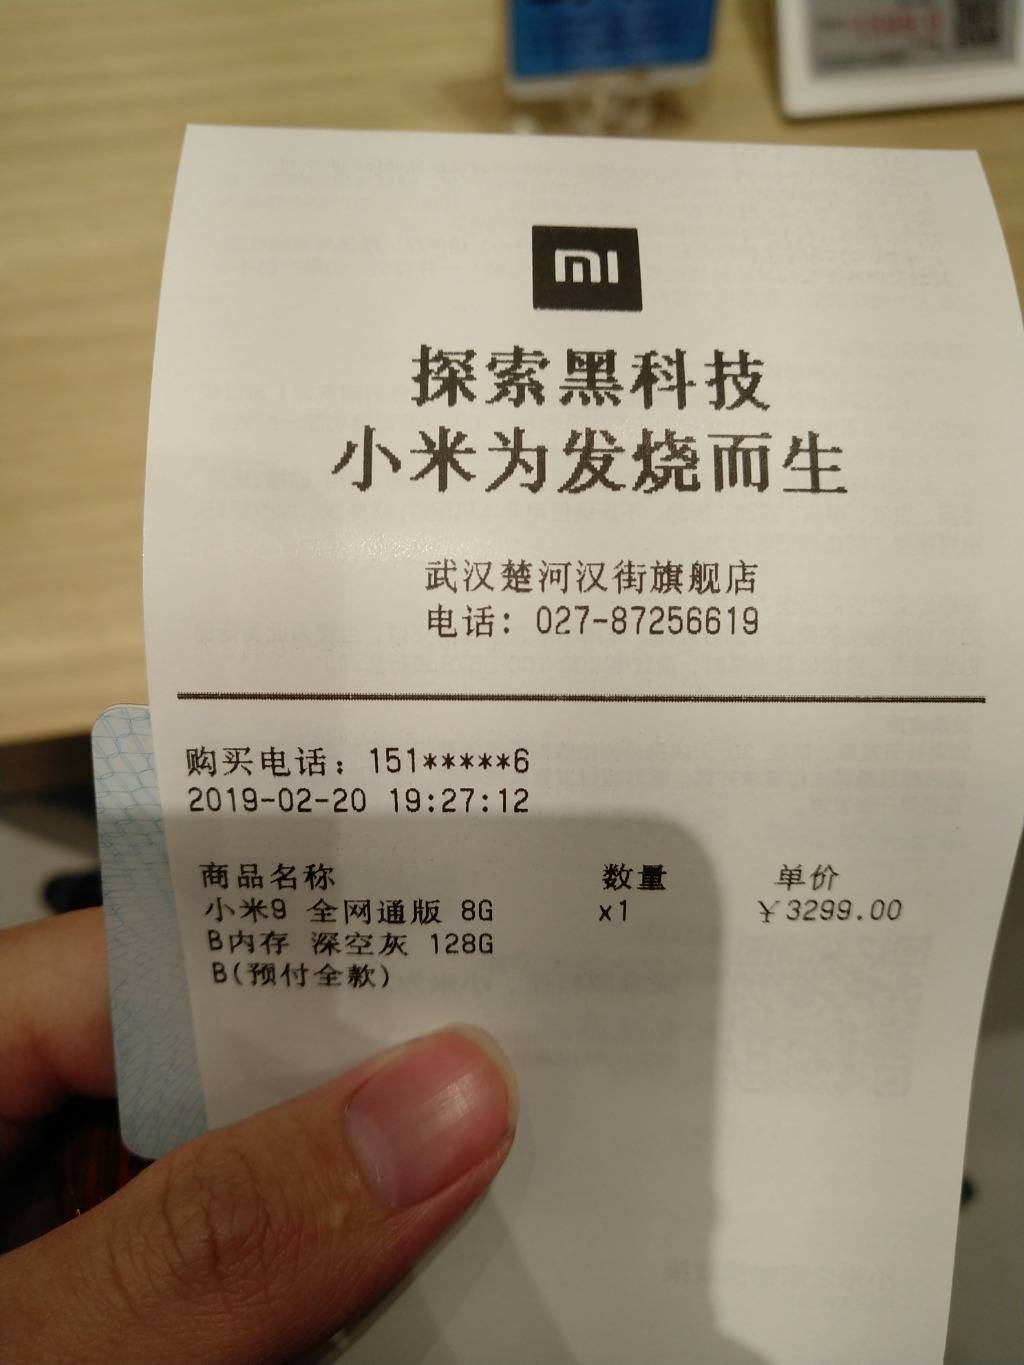 mi
探索黑科技
小米为发烧而生
武汉楚河汉街旗舰店
电话：027-87256619
购买电话：151*****6
2019-02-20 19:27:12
商品名称 数量 单价
小米9 全网通版 8G x1 ￥3299.00
B内存 深空灰 128G
B(预付全款)